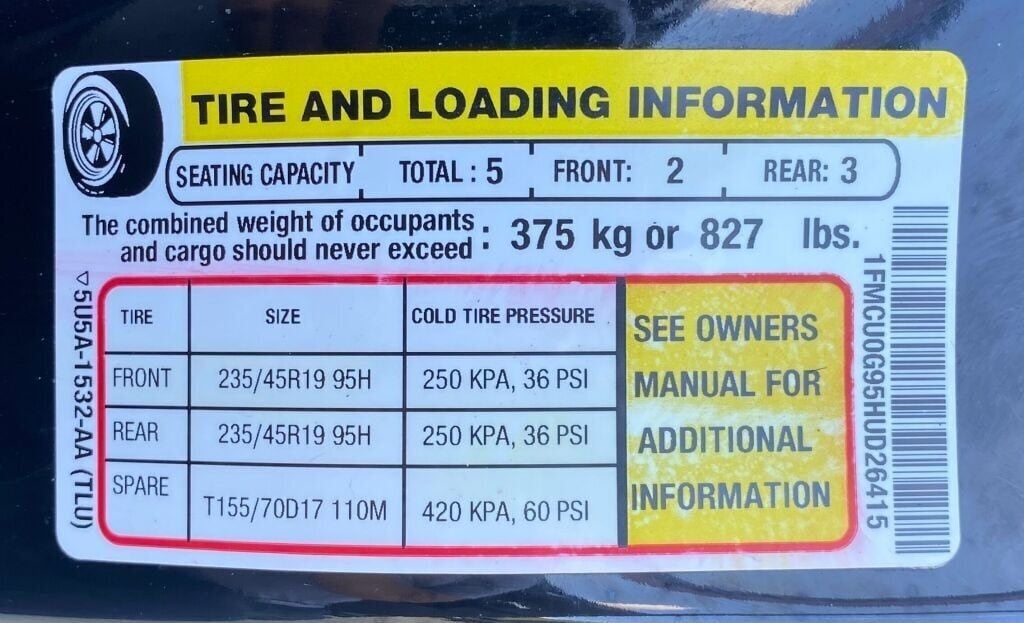 TIRE AND LOADING INFORMATION
SEATING CAPACITY TOTAL : 5 FRONT: 2 REAR: 3
The combined weight of occupants
and cargo should never exceed : 375 kg or 827 lbs.
TIRE SIZE COLD TIRE PRESSURE
FRONT 235/45R19 95H 250 KPA, 36 PSI
REAR 235/45R19 95H 250 KPA, 36 PSI
SPARE T155/70D17 110M 420 KPA, 60 PSI
SEE OWNERS
MANUAL FOR
ADDITIONAL
INFORMATION
5U5A-1532-AA (TLU)
1FMCU0G95HUD26415